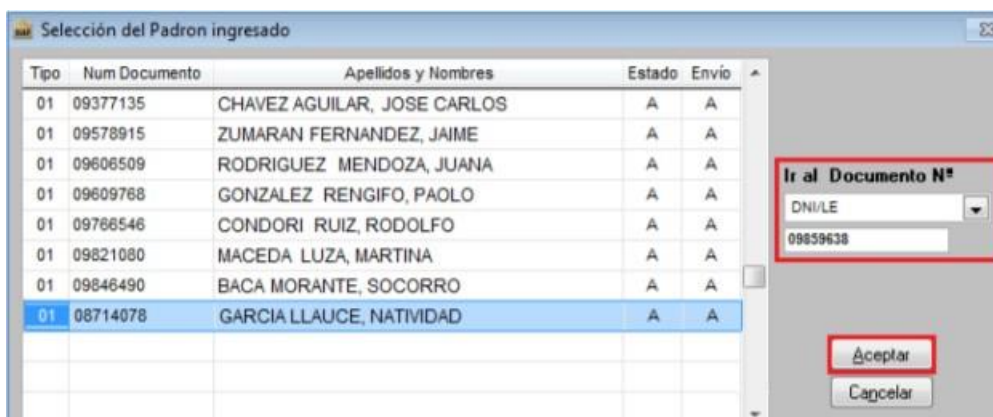 Selección del Padron ingresado
Tipo Num Documento Apellidos y Nombres Estado Envío
01 09377135 CHAVEZ AGUILAR, JOSE CARLOS A A
01 09578915 ZUMARAN FERNANDEZ, JAIME A A
01 09606509 RODRIGUEZ MENDOZA, JUANA A A
01 09609768 GONZALEZ RENGIFO, PAOLO A A
01 09766546 CONDORI RUIZ, RODOLFO A A
01 09821080 MACEDA LUZA, MARTINA A A
01 09846490 BACA MORANTE, SOCORRO A A
01 08714078 GARCIA LLAUCE, NATIVIDAD A A
Ir al Documento Nº
DNI/LE
09859638
Aceptar
Cancelar